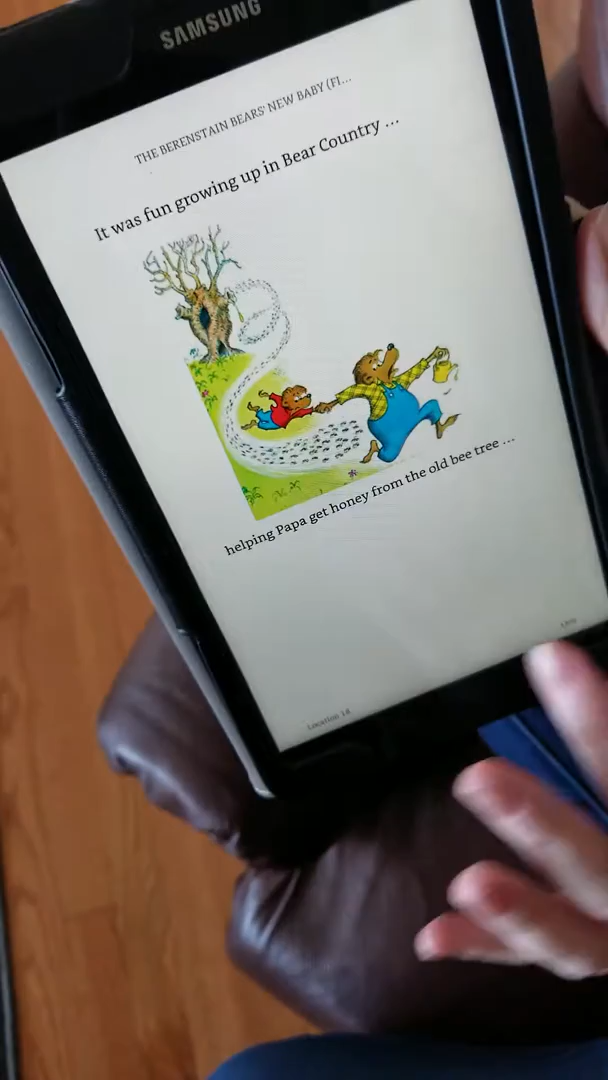 SAMSUNG
THE BERENSTAIN BEARS' NEW BABY (FI...
It was fun growing up in Bear Country ...
helping Papa get honey from the old bee tree ...
Location 14